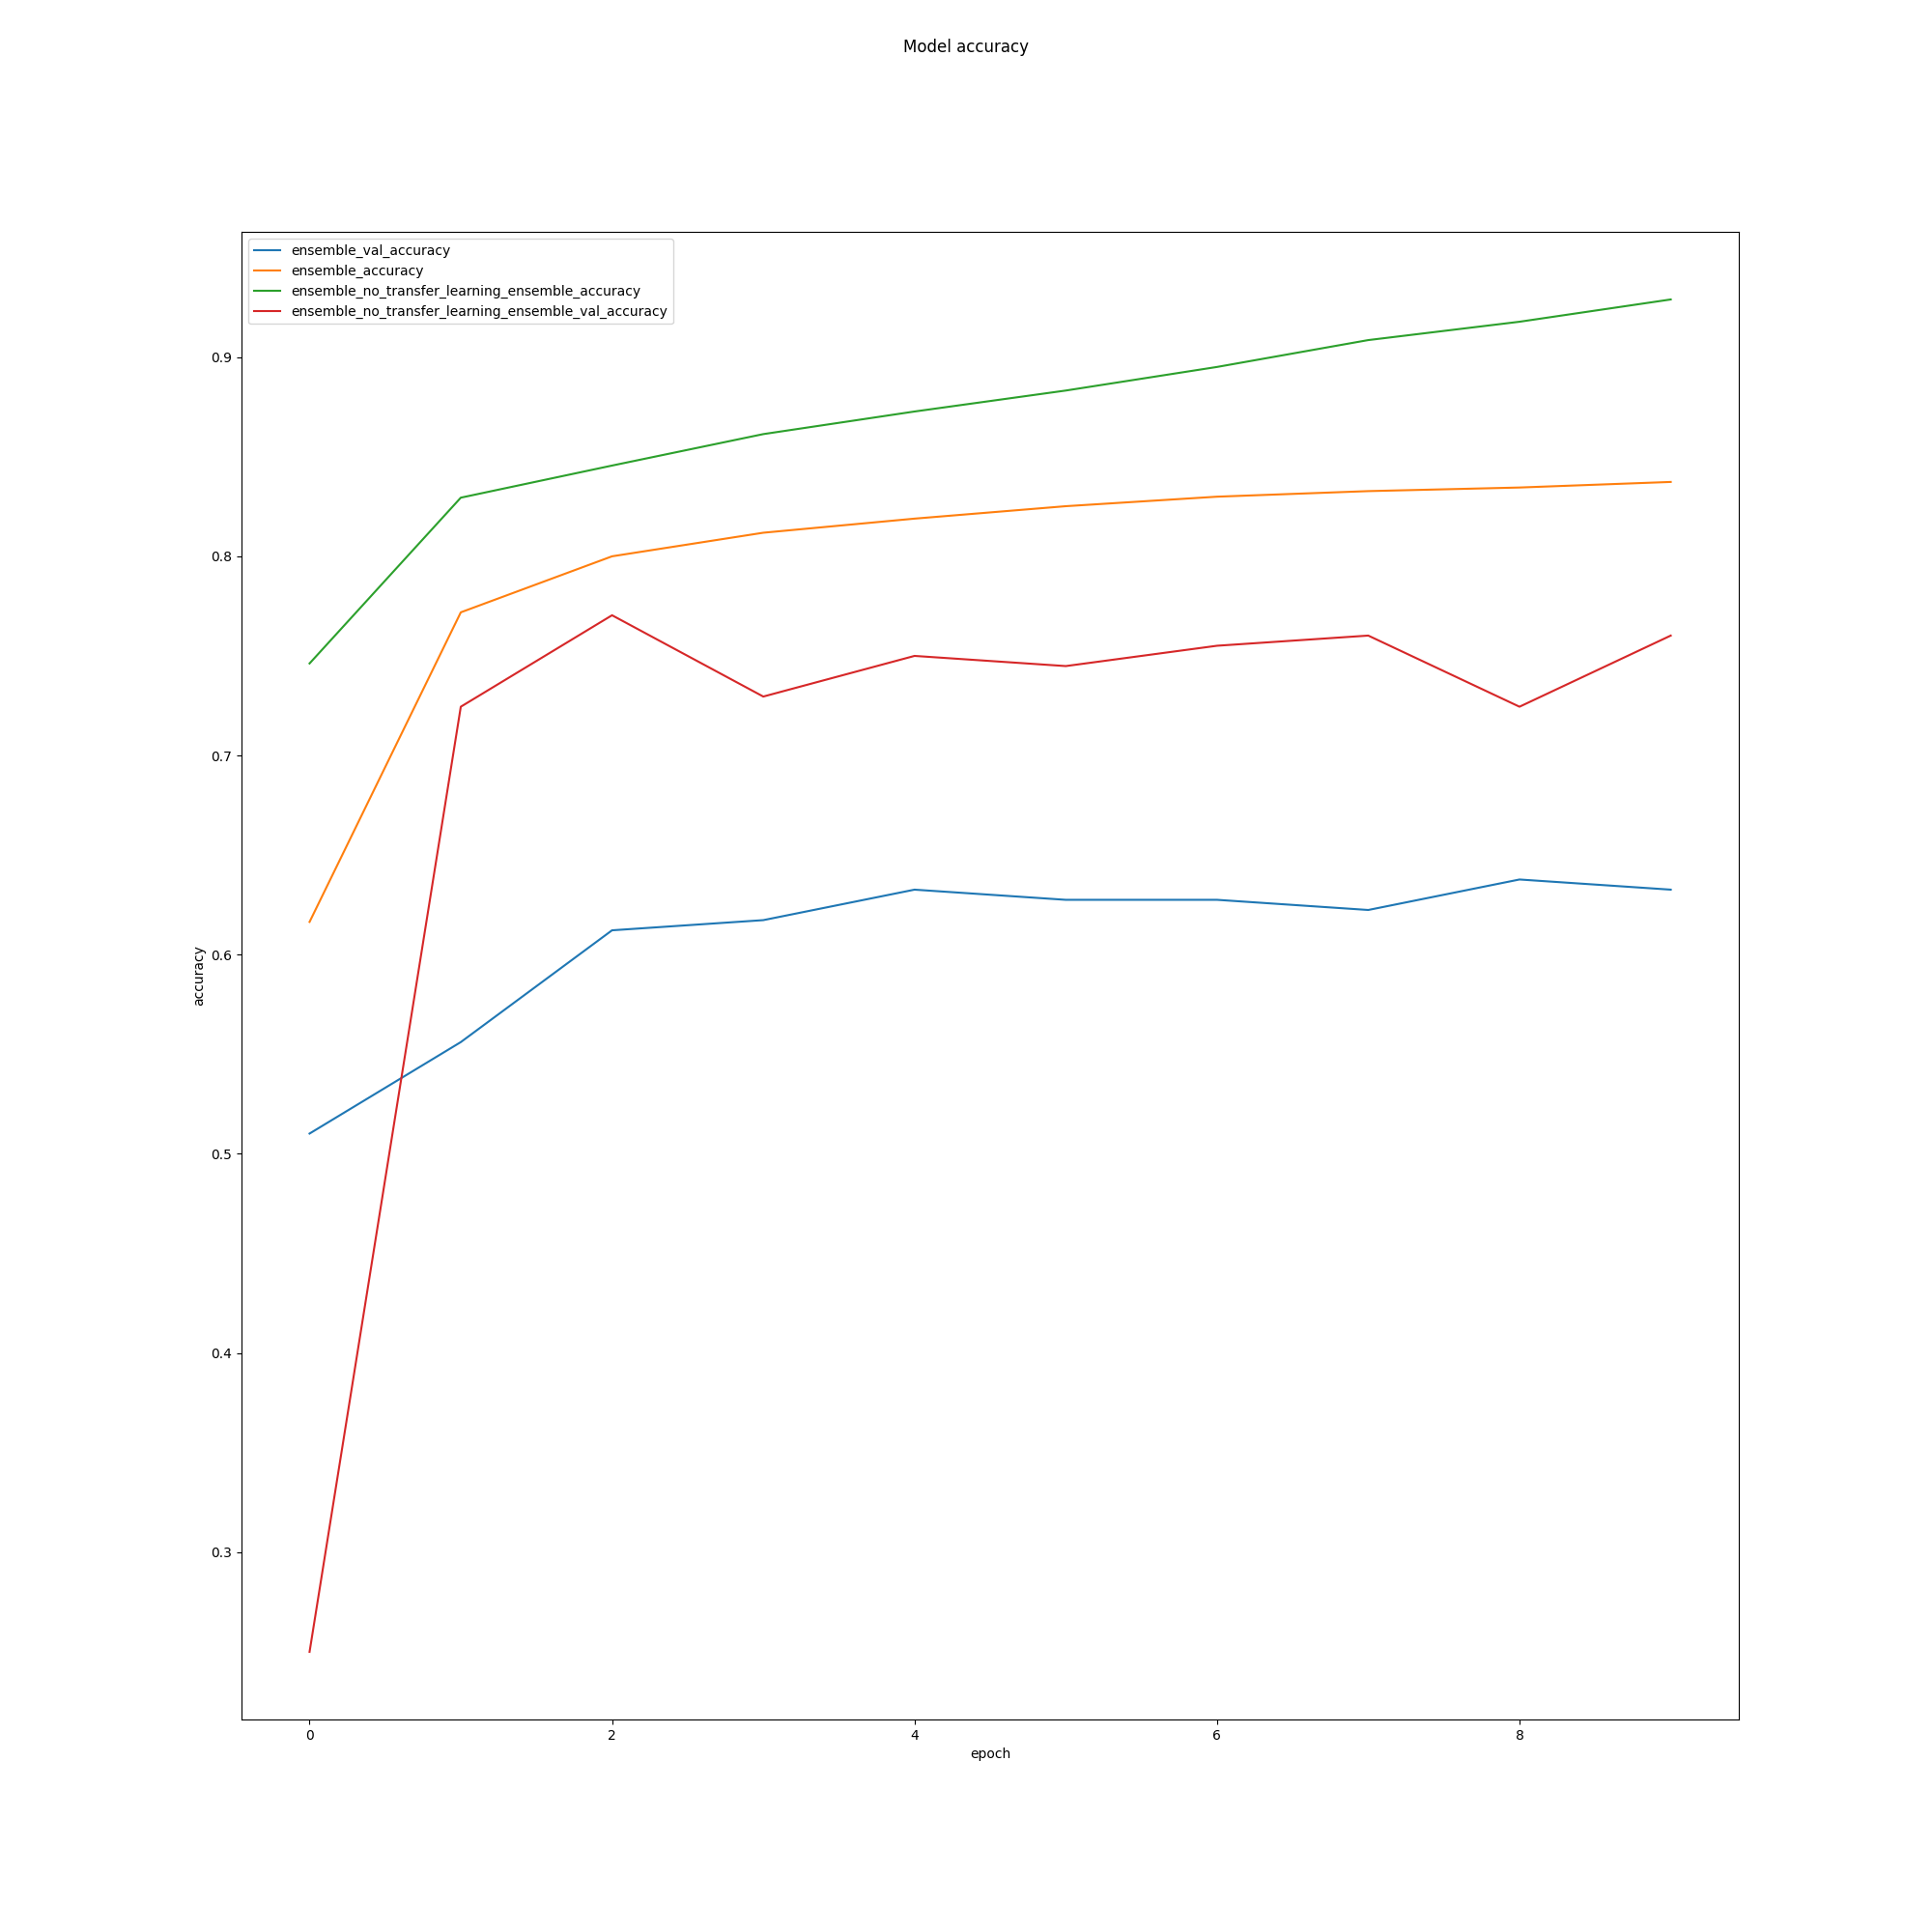 Model accuracy
ensemble_val_accuracy
ensemble_accuracy
ensemble_no_transfer_learning_ensemble_accuracy
ensemble_no_transfer_learning_ensemble_val_accuracy
0.9
0.8
0.7
0.6
0.5
0.4
0.3
accuracy
0 2 4 6 8
epoch